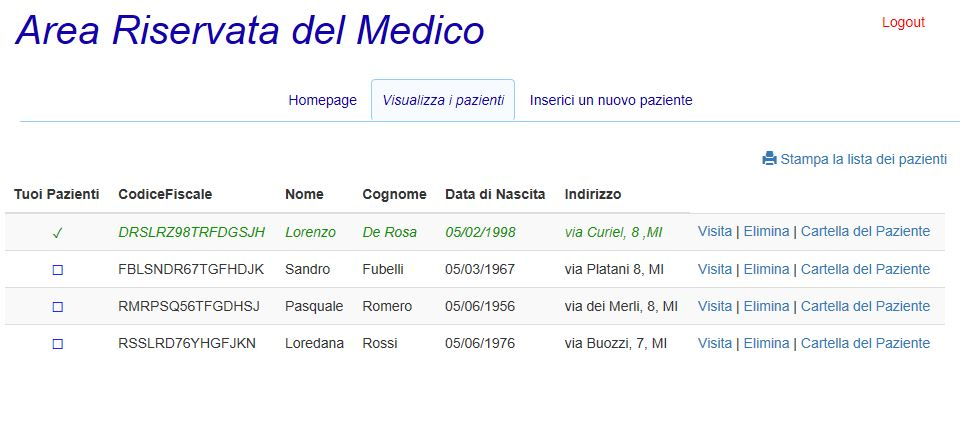 Area Riservata del Medico
Logout
Homepage Visualizza i pazienti Inserici un nuovo paziente
Stampa la lista dei pazienti
Tuoi Pazienti CodiceFiscale Nome Cognome Data di Nascita Indirizzo
✓ DRSLRZ98TRFDGSJH Lorenzo De Rosa 05/02/1998 via Curiel, 8 ,MI Visita | Elimina | Cartella del Paziente
☐ FBLSNDR67TGFHDJK Sandro Fubelli 05/03/1967 via Platani 8, MI Visita | Elimina | Cartella del Paziente
☐ RMRPSQ56TFGDHSJ Pasquale Romero 05/06/1956 via dei Merli, 8, MI Visita | Elimina | Cartella del Paziente
☐ RSSLRD76YHGFJKN Loredana Rossi 05/06/1976 via Buozzi, 7, MI Visita | Elimina | Cartella del Paziente